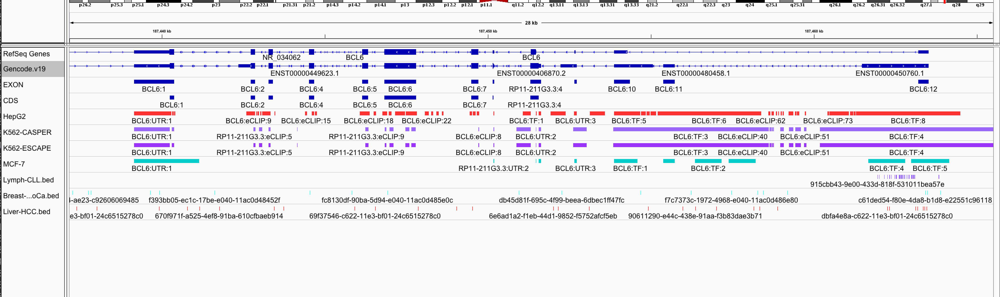 p26.2 p25.3 p25.1 p24.3 p24.2 p23 p22.2 p22.1 p21.31 p21.2 p14.3 p14.2 p14.1 p13 p12.3 p12.2 p12.1 p11.1 q11.2 q12.2 q13.11 q13.13 q13.31 q13.33 q21.2 q22.1 q22.3 q23 q24 q25.1 q25.31 q26.1 q26.2 q26.31 q26.32 q27.1 q28 q29
28 kb
187,440 kb 187,450 kb 187,460 kb
RefSeq Genes
NR_034062 BCL6 BCL6
Gencode.v19
ENST00000449623.1 ENST00000406870.2 ENST00000480458.1 ENST00000450760.1
EXON
BCL6:1 BCL6:2 BCL6:4 BCL6:5 BCL6:6 BCL6:7 RP11-211G3.3:4 BCL6:10 BCL6:11 BCL6:12
CDS
BCL6:1 BCL6:2 BCL6:4 BCL6:5 BCL6:6 BCL6:7 RP11-211G3.3:4
HepG2
BCL6:UTR:1 BCL6:eCLIP:9 BCL6:eCLIP:15 BCL6:eCLIP:18 BCL6:eCLIP:22 BCL6:TF:1 BCL6:UTR:3 BCL6:TF:5 BCL6:TF:6 BCL6:eCLIP:62 BCL6:eCLIP:73 BCL6:TF:8
K562-CASPER
BCL6:UTR:1 RP11-211G3.3:eCLIP:5 RP11-211G3.3:eCLIP:9 BCL6:eCLIP:8 BCL6:UTR:2 BCL6:TF:3 BCL6:eCLIP:40 BCL6:eCLIP:51 BCL6:TF:4
K562-ESCAPE
BCL6:UTR:1 RP11-211G3.3:eCLIP:5 RP11-211G3.3:eCLIP:9 BCL6:eCLIP:8 BCL6:UTR:2 BCL6:TF:3 BCL6:eCLIP:40 BCL6:eCLIP:51 BCL6:TF:4
MCF-7
BCL6:UTR:1 RP11-211G3.3:UTR:2 BCL6:UTR:3 BCL6:TF:1 BCL6:TF:2 BCL6:TF:4 BCL6:TF:5
Lymph-CLL.bed
915cbb43-9e00-433d-818f-531011bea57e
Breast-...oCa.bed
4-ae23-c92606069485 f393bb05-ec1c-17be-e040-11ac0d48452f fc8130df-90ba-5d94-e040-11ac0d485e0c db45d81f-695c-4f99-beea-6dbec1ff47fc f7c7373c-1972-4968-e040-11ac0d486e80 c61ded54-f80e-4da8-b1d8-e22551c96118
Liver-HCC.bed
e3-bf01-24c6515278c0 670f971f-a525-4ef8-91ba-610cfbaeb914 69f37546-c622-11e3-bf01-24c6515278c0 6e6ad1a2-f1eb-44d1-9852-f5752afcf5eb 90611290-e44c-438e-91aa-f3b83dae3b71 dbfa4e8a-c622-11e3-bf01-24c6515278c0